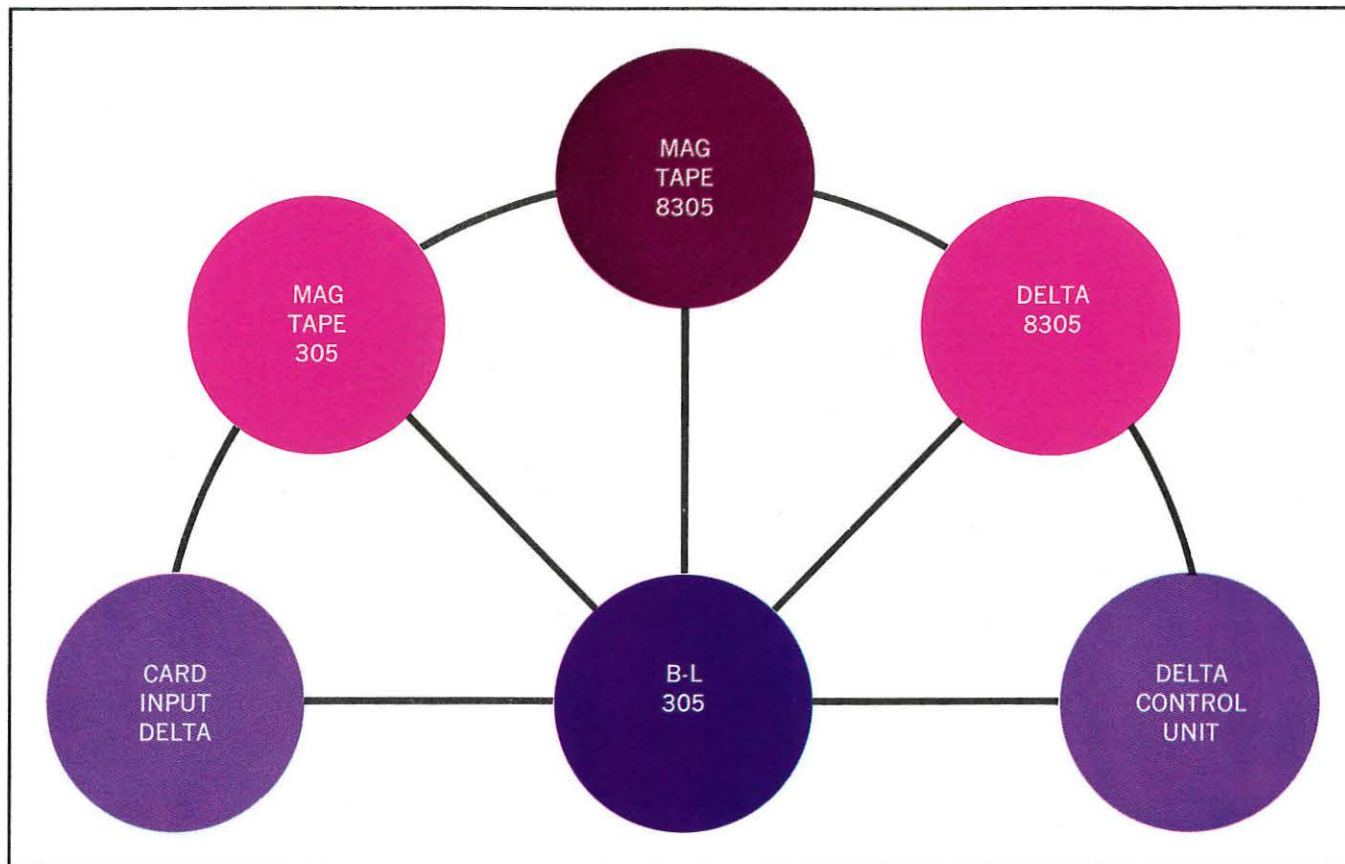 MAG
TAPE
8305
MAG
TAPE
305
DELTA
8305
CARD
INPUT
DELTA
B-L
305
DELTA
CONTROL
UNIT